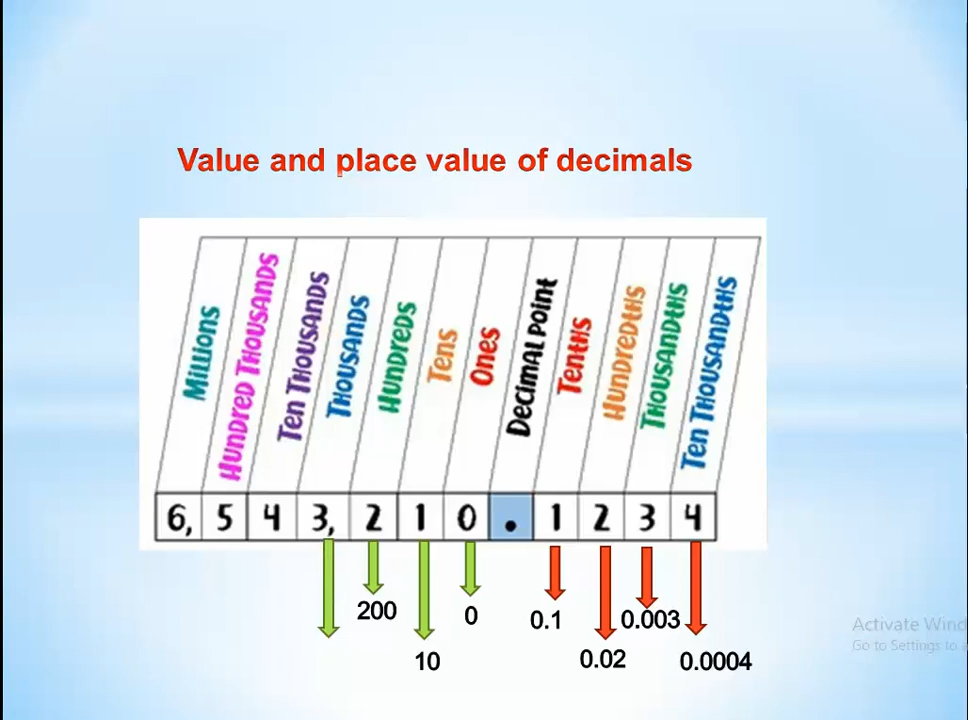 Value and place value of decimals
Millions
Hundred Thousands
Ten Thousands
Thousands
Hundreds
Tens
Ones
Decimal Point
Tenths
Hundredths
Thousandths
Ten Thousandths
6, 5 4 3, 2 1 0 . 1 2 3 4
200 0 0.1 0.003
10 0.02 0.0004
Activate Wind
Go to Settings to a